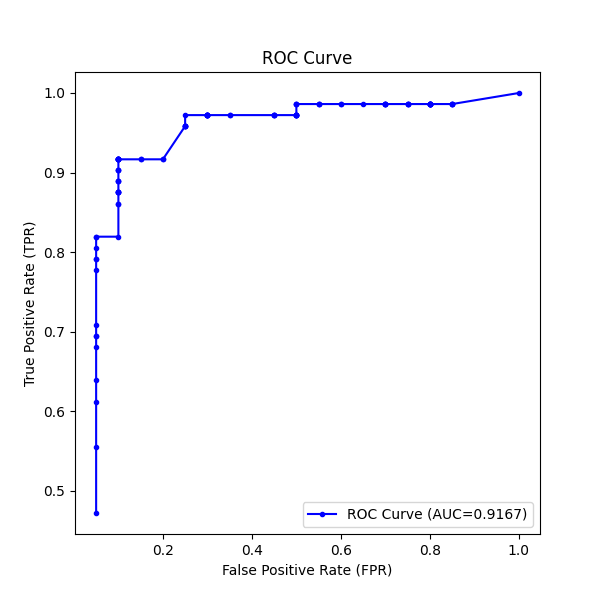 ROC Curve
True Positive Rate (TPR)
1.0
0.9
0.8
0.7
0.6
0.5
ROC Curve (AUC=0.9167)
0.2 0.4 0.6 0.8 1.0
False Positive Rate (FPR)